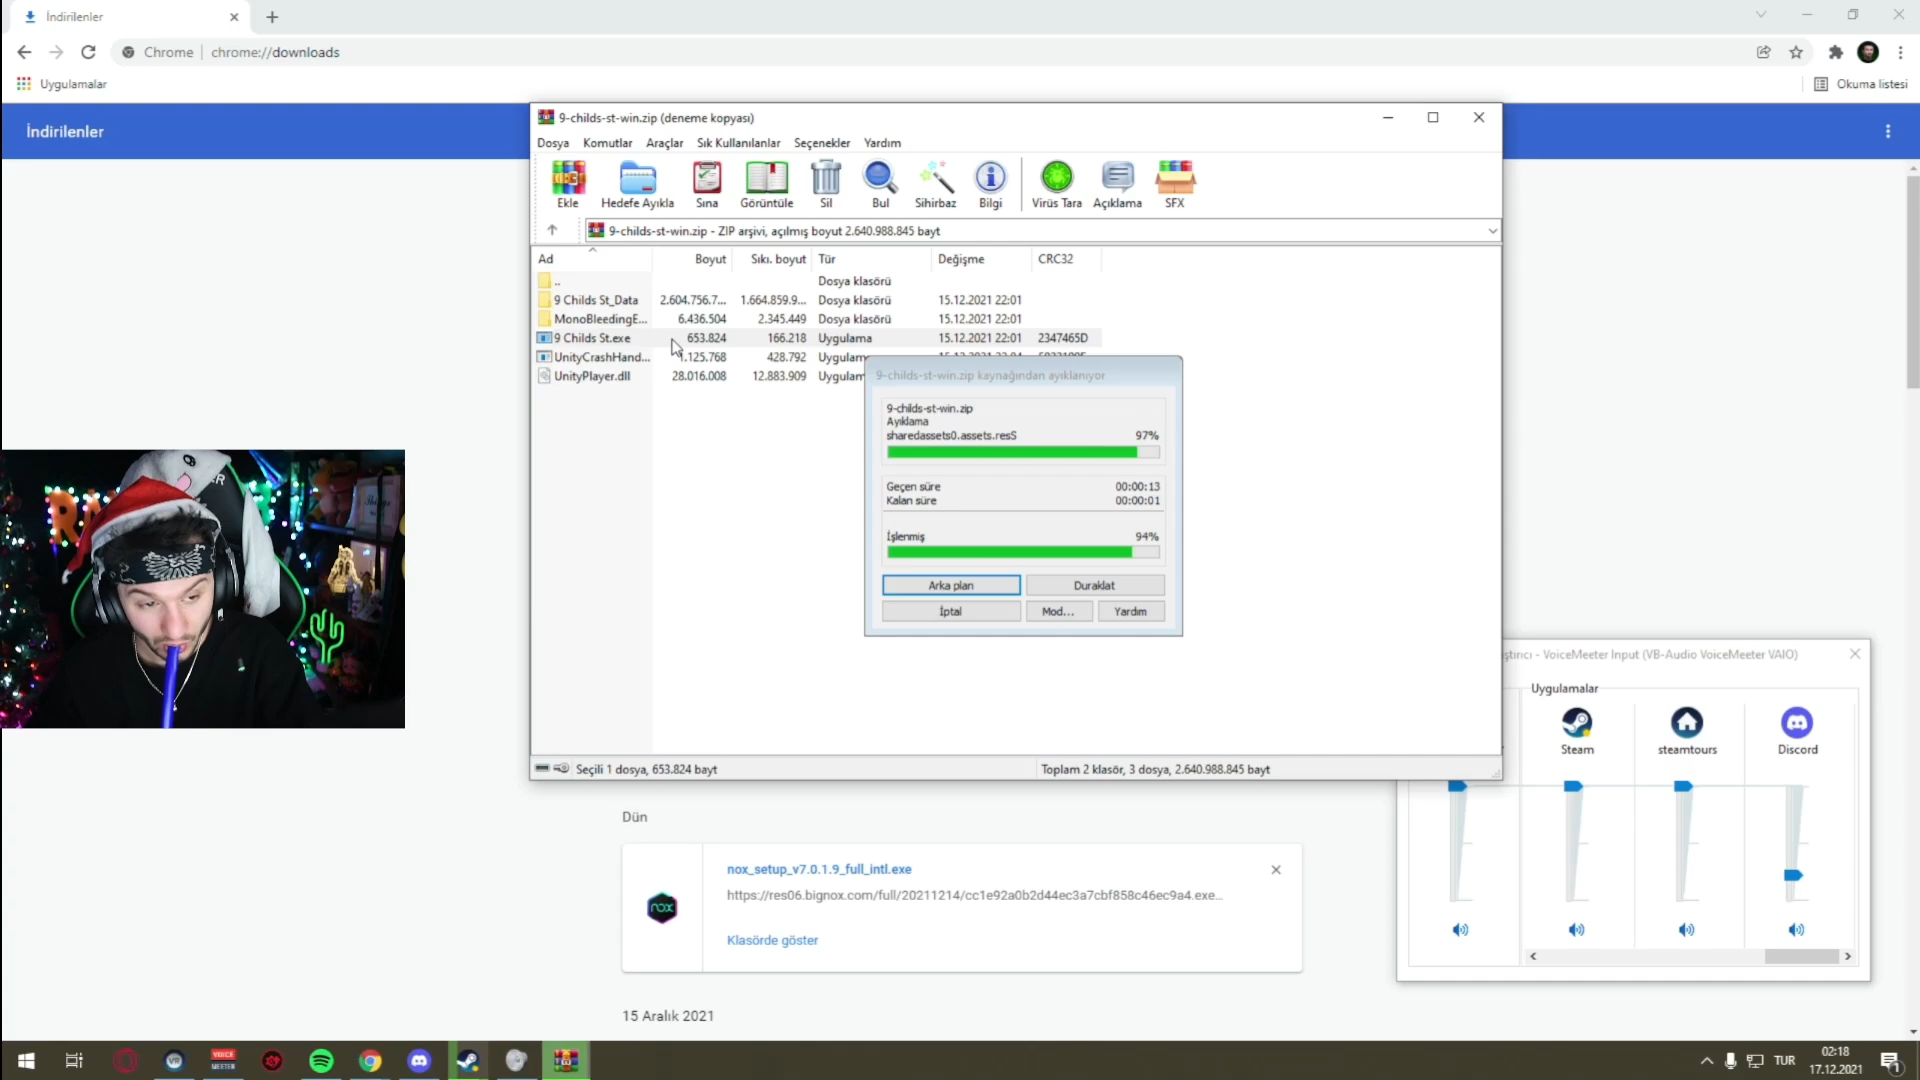 İndirilenler
Chrome
chrome://downloads
Uygulamalar
Okuma listesi
İndirilenler
9-childs-st-win.zip (deneme kopyası)
Dosya Komutlar Araçlar Sık Kullanılanlar Seçenekler Yardım
Ekle Hedefe Ayıkla Sına Görüntüle Sil Bul Sihirbaz Bilgi Virüs Tara Açıklama SFX
9-childs-st-win.zip - ZIP arşivi, açılmış boyut 2.640.988.845 bayt
Ad Boyut Sıkı. boyut Tür Değişme CRC32
.. Dosya klasörü
9 Childs St_Data 2.604.756.7... 1.664.859.9... Dosya klasörü 15.12.2021 22:01
MonoBleedingE... 6.436.504 2.345.449 Dosya klasörü 15.12.2021 22:01
9 Childs St.exe 653.824 166.218 Uygulama 15.12.2021 22:01 2347465D
UnityCrashHand... 1.125.768 428.792
UnityPlayer.dll 28.016.008 12.883.909
9-childs-st-win.zip kaynağından ayıklanıyor
9-childs-st-win.zip
Ayıklama
sharedassets0.assets.resS 97%
Geçen süre 00:00:13
Kalan süre 00:00:01
İşlenmiş 94%
Arka plan Duraklat
İptal Mod... Yardım
Seçili 1 dosya, 653.824 bayt
Toplam 2 klasör, 3 dosya, 2.640.988.845 bayt
VoiceMeeter Input (VB-Audio VoiceMeeter VAIO)
Uygulamalar
Steam steamtours Discord
Dün
nox
nox_setup_v7.0.1.9_full_intl.exe
https://res06.bignox.com/full/20211214/cc1e92a0b2d44ec3a7cbf858c46ec9a4.exe...
Klasörde göster
15 Aralık 2021
VR
VOICE
MEETER
TUR
02:18
17.12.2021
1